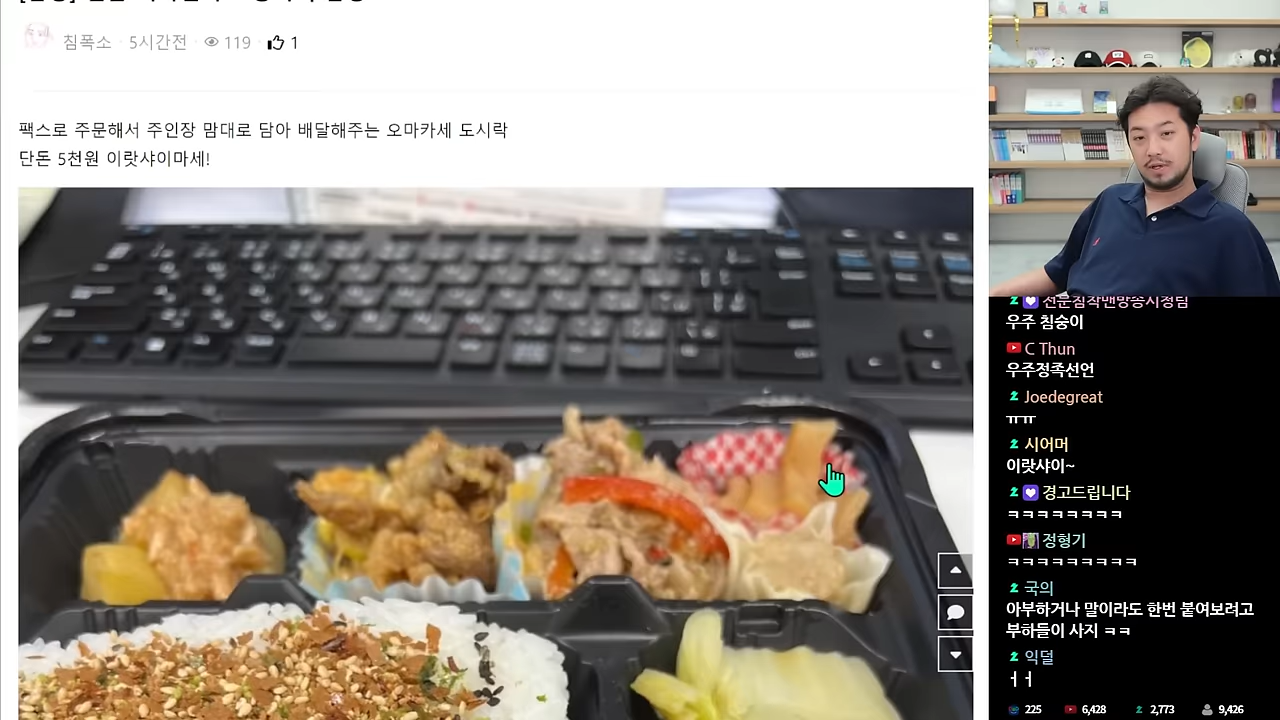 침폭소 · 5시간전 · 119 · 1
팩스로 주문해서 주인장 맘대로 담아 배달해주는 오마카세 도시락
단돈 5천원 이랏샤이마세!
우주 침숭이
C Thun
우주정족선언
Joedegreat
ㅠㅠ
시어머
이랏샤이~
경고드립니다
ㅋㅋㅋㅋㅋㅋㅋㅋ
정형기
ㅋㅋㅋㅋㅋㅋㅋㅋㅋ
국의
아부하거나 말이라도 한번 붙여보려고
부하들이 사지 ㅋㅋ
익덜
ㅓㅓ
225 6,428 2,773 9,426